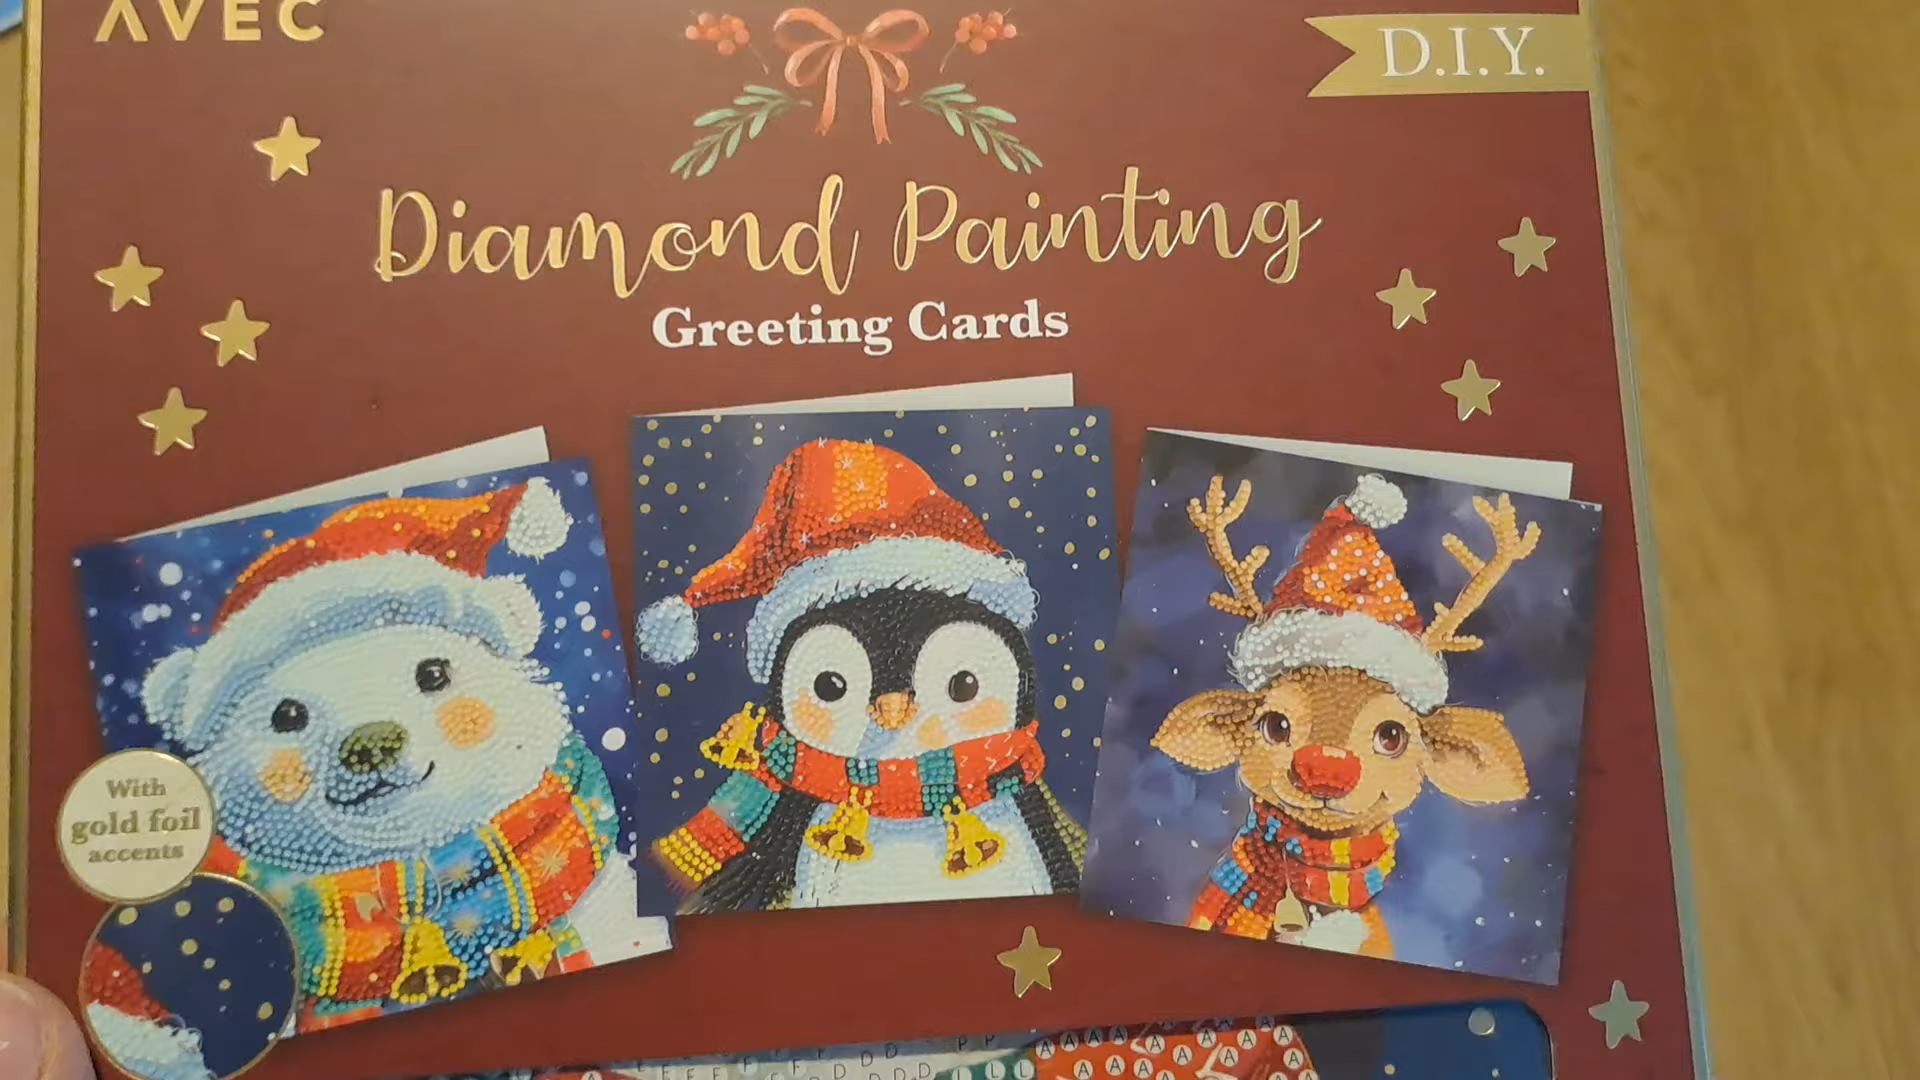 AVEC
D.I.Y.
Diamond Painting
Greeting Cards
With
gold foil
accents